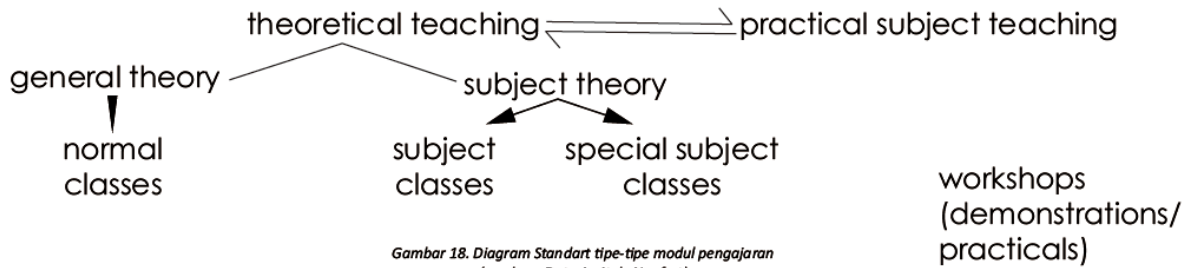 theoretical teaching practical subject teaching
general theory subject theory
normal classes
subject classes
special subject classes
workshops
(demonstrations/
practicals)
Gambar 18. Diagram Standart tipe-tipe modul pengajaran